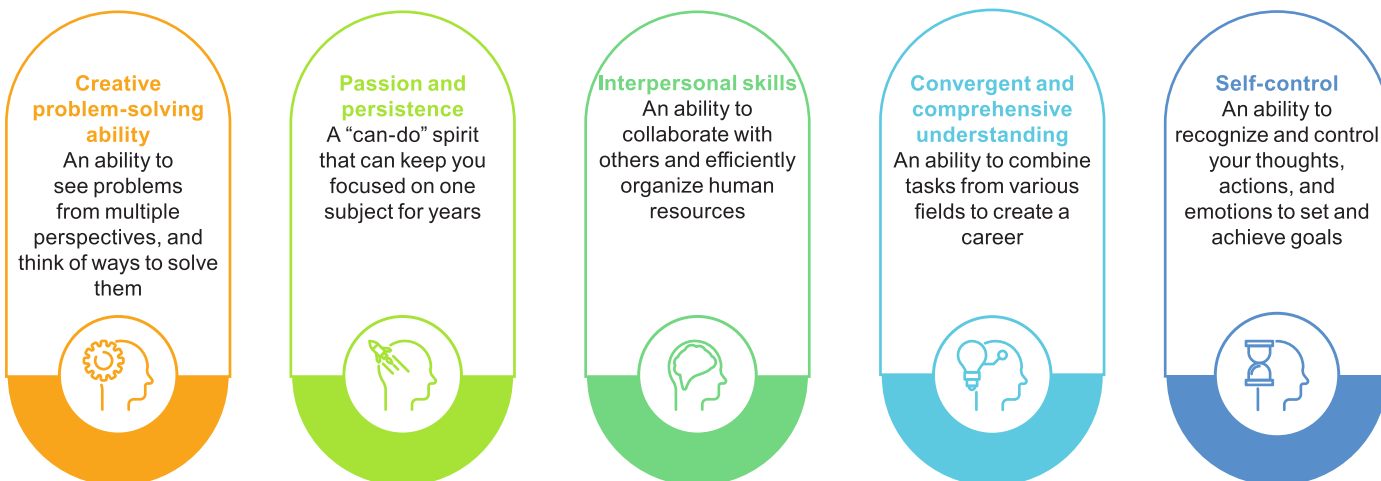 Creative
problem-solving
ability
An ability to
see problems
from multiple
perspectives, and
think of ways to solve
them
Passion and
persistence
A “can-do” spirit
that can keep you
focused on one
subject for years
Interpersonal skills
An ability to
collaborate with
others and efficiently
organize human
resources
Convergent and
comprehensive
understanding
An ability to combine
tasks from various
fields to create a
career
Self-control
An ability to
recognize and control
your thoughts,
actions, and
emotions to set and
achieve goals